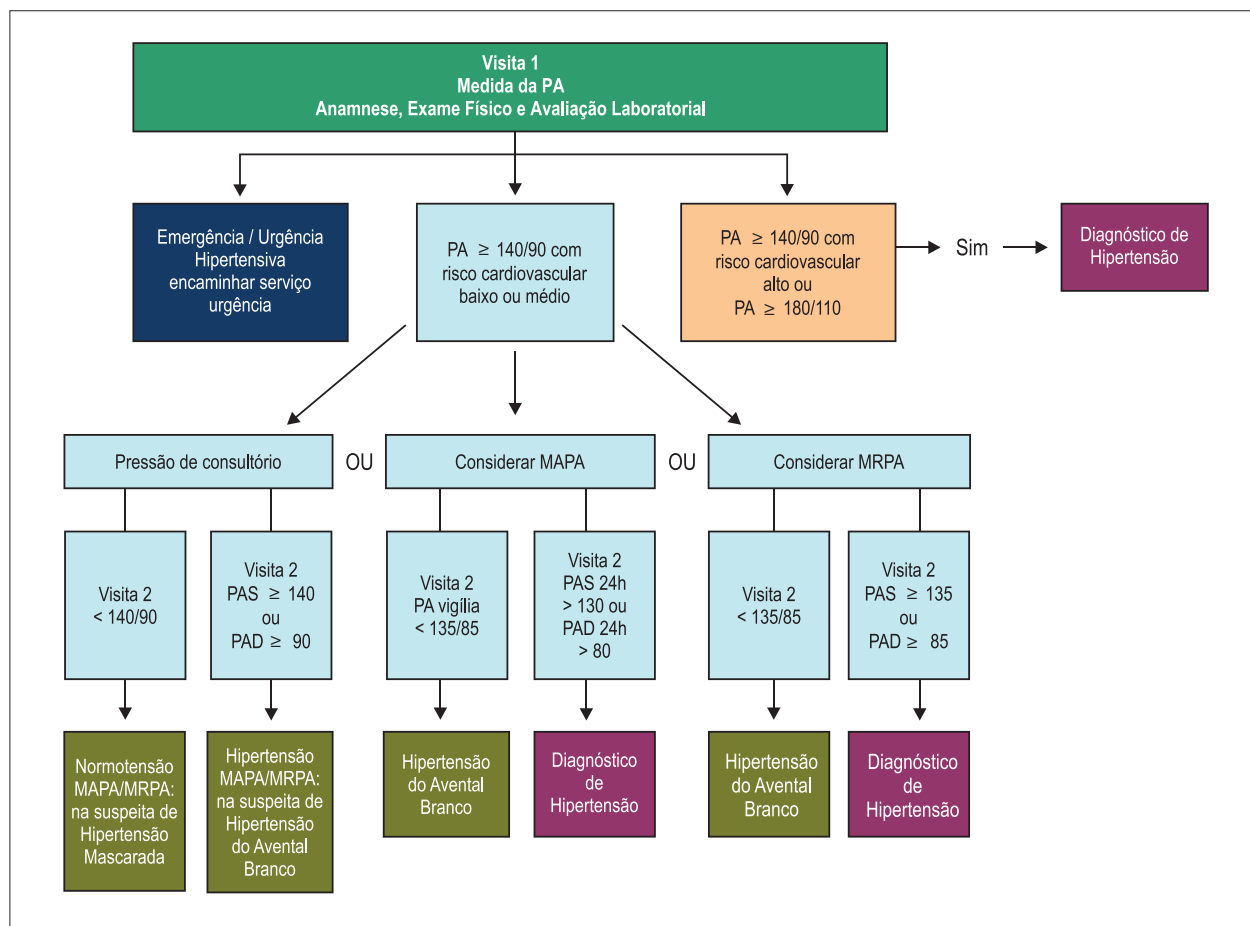 Visita 1
Medida da PA
Anamnese, Exame Físico e Avaliação Laboratorial
Emergência / Urgência
Hipertensiva
encaminhar serviço
urgência
PA ≥ 140/90 com
risco cardiovascular
baixo ou médio
PA ≥ 140/90 com
risco cardiovascular
alto ou
PA ≥ 180/110
Sim
Diagnóstico de
Hipertensão
Pressão de consultório
OU
Considerar MAPA
OU
Considerar MRPA
Visita 2
< 140/90
Visita 2
PAS ≥ 140
ou
PAD ≥ 90
Visita 2
PA vigília
< 135/85
Visita 2
PAS 24h
> 130 ou
PAD 24h
> 80
Visita 2
< 135/85
Visita 2
PAS ≥ 135
ou
PAD ≥ 85
Normotensão
MAPA/MRPA:
na suspeita de
Hipertensão
Mascarada
Hipertensão
MAPA/MRPA:
na suspeita de
Hipertensão
do Avental
Branco
Hipertensão
do Avental
Branco
Diagnóstico
de
Hipertensão
Hipertensão
do Avental
Branco
Diagnóstico
de
Hipertensão